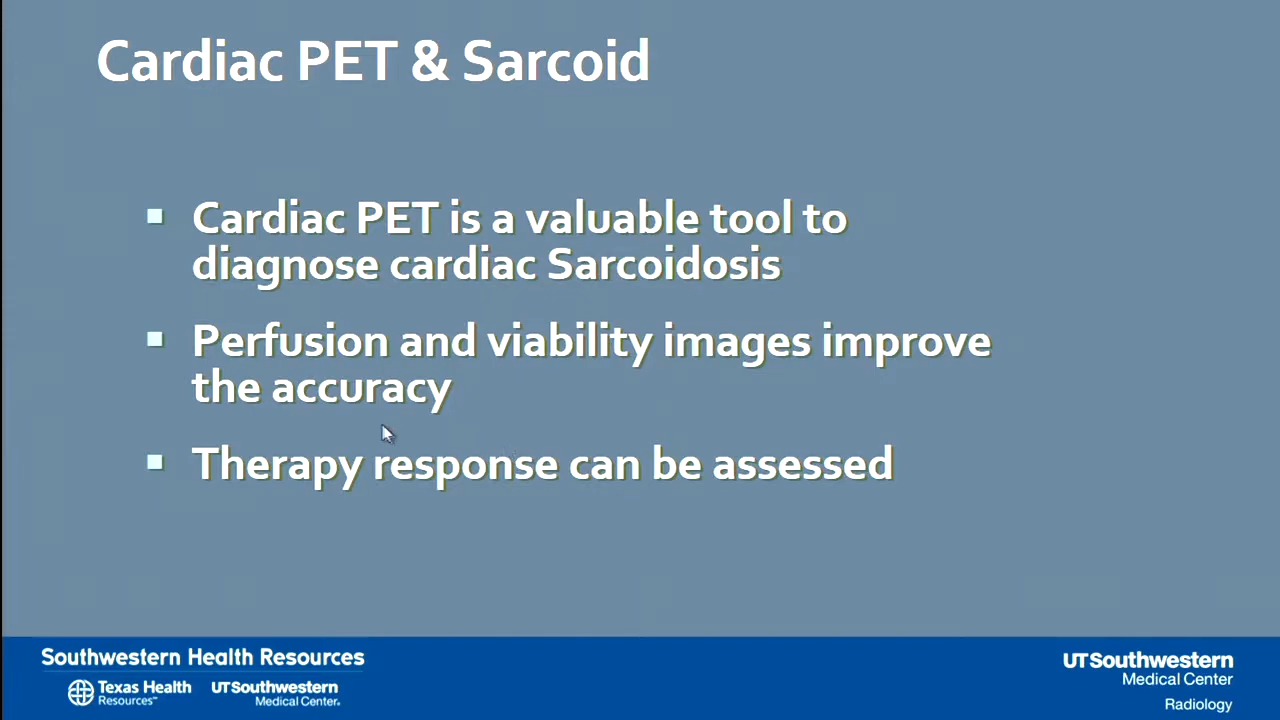 Cardiac PET & Sarcoid
Cardiac PET is a valuable tool to
diagnose cardiac Sarcoidosis
Perfusion and viability images improve
the accuracy
Therapy response can be assessed
Southwestern Health Resources
Texas Health
Resources℠
UTSouthwestern
Medical Center.
UTSouthwestern
Medical Center
Radiology